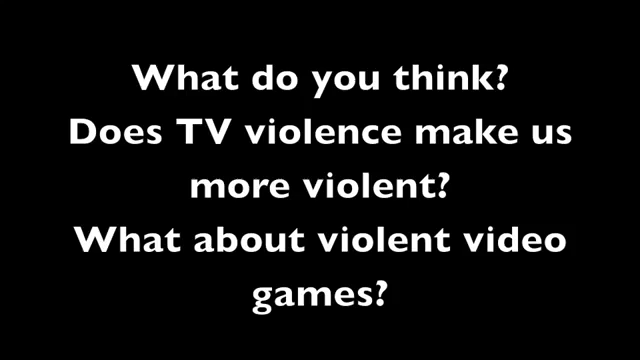 What do you think?
Does TV violence make us
more violent?
What about violent video
games?